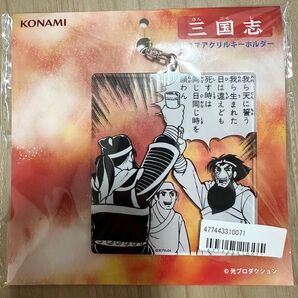 KONAMI
三国志
アクリルキーホルダー
我ら天に誓う
我ら生まれた
日は違えども
死す時は
同じ日同じ時を
願わん
477443310071
©光プロダクション